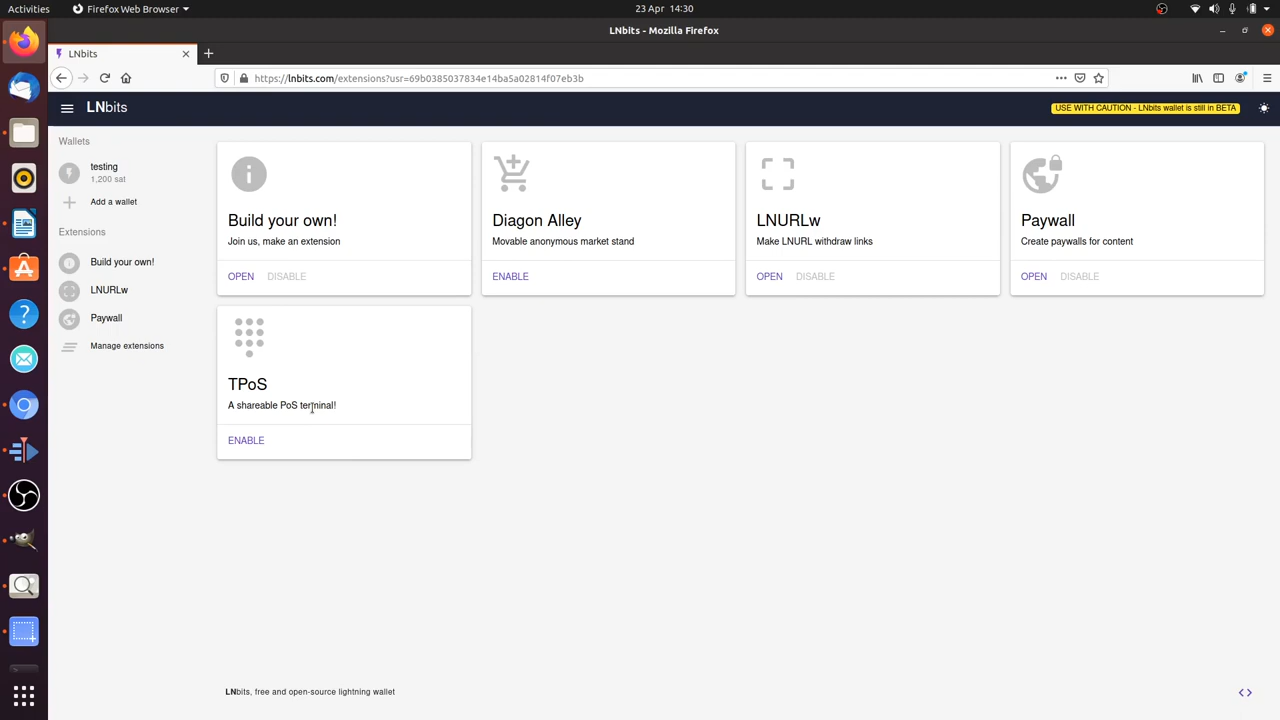 Activities
Firefox Web Browser
23 Apr 14:30
LNbits - Mozilla Firefox
LNbits
https://lnbits.com/extensions?usr=69b0385037834e14ba5a02814f07eb3b
LNbits
USE WITH CAUTION - LNbits wallet is still in BETA
Wallets
testing
1,200 sat
Add a wallet
Extensions
Build your own!
LNURLw
Paywall
Manage extensions
Build your own!
Join us, make an extension
OPEN DISABLE
Diagon Alley
Movable anonymous market stand
ENABLE
LNURLw
Make LNURL withdraw links
OPEN DISABLE
Paywall
Create paywalls for content
OPEN DISABLE
TPoS
A shareable PoS terminal!
ENABLE
LNbits, free and open-source lightning wallet